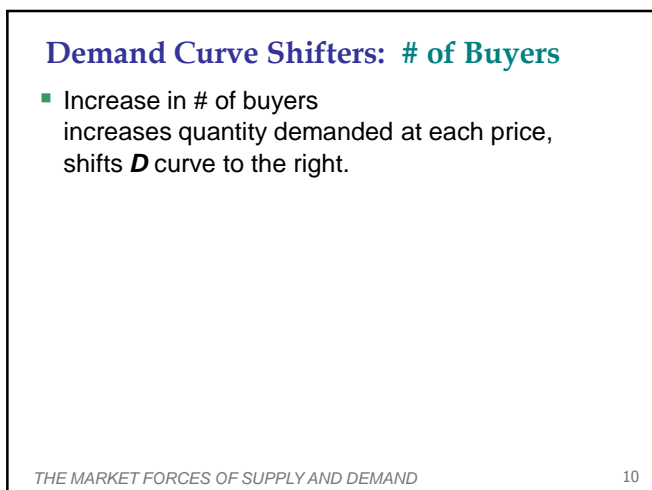 Demand Curve Shifters: # of Buyers
Increase in # of buyers
increases quantity demanded at each price,
shifts D curve to the right.
THE MARKET FORCES OF SUPPLY AND DEMAND 10